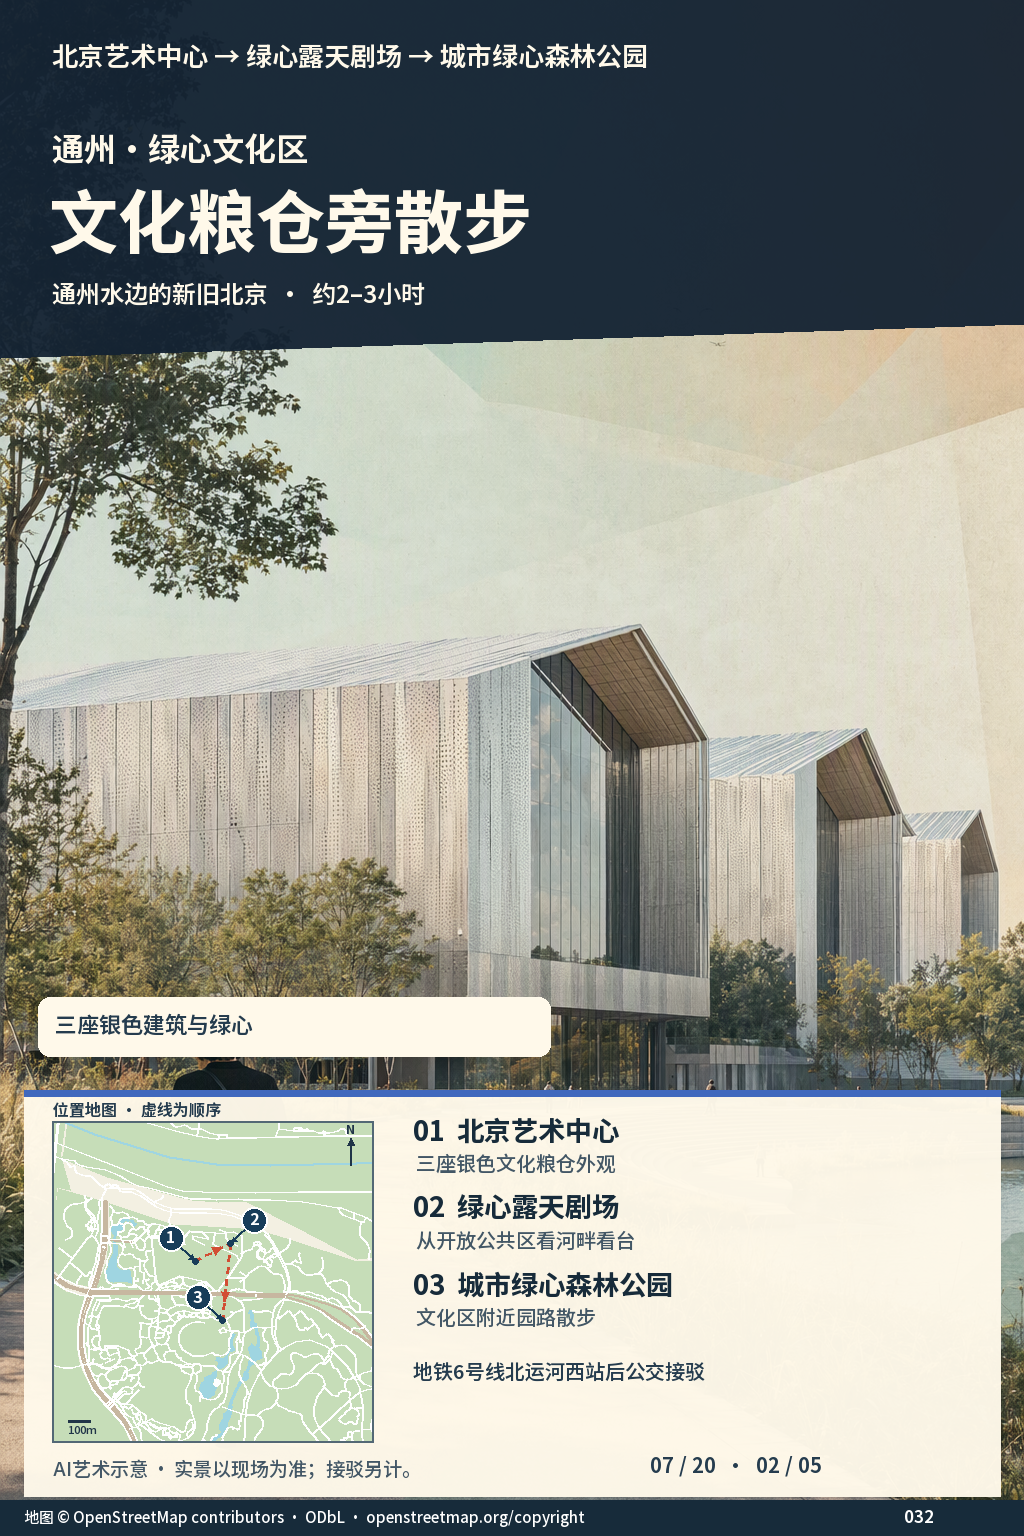 北京艺术中心 → 绿心露天剧场 → 城市绿心森林公园
通州・绿心文化区
文化粮仓旁散步
通州水边的新旧北京 ・ 约2–3小时
三座银色建筑与绿心
位置地图 ・ 虚线为顺序
N
1
2
3
100m
01 北京艺术中心
三座银色文化粮仓外观
02 绿心露天剧场
从开放公共区看河畔看台
03 城市绿心森林公园
文化区附近园路散步
地铁6号线北运河西站后公交接驳
AI艺术示意 ・ 实景以现场为准；接驳另计。
07 / 20 ・ 02 / 05
地图 © OpenStreetMap contributors ・ ODbL ・ openstreetmap.org/copyright
032